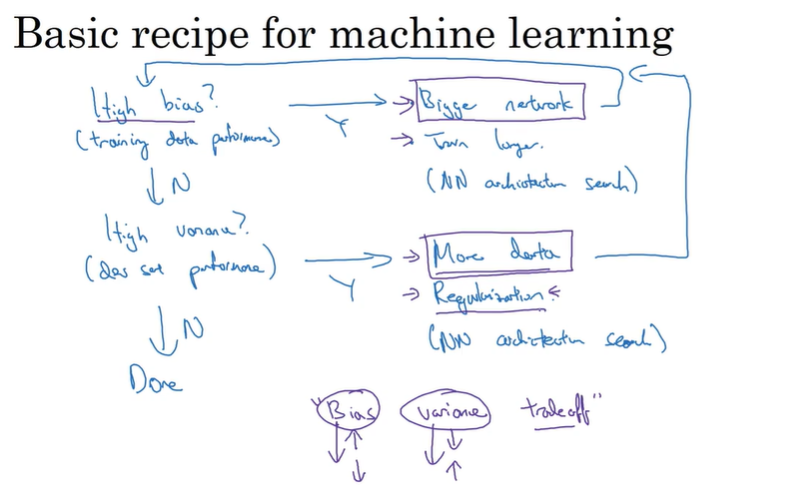 Basic recipe for machine learning
High bias?
(training data performance)
Y
Bigger network
Train longer.
(NN architecture search)
N
High variance?
(dev set performance)
Y
More data
Regularization
(NN architecture search)
N
Done
"Bias variance tradeoff"